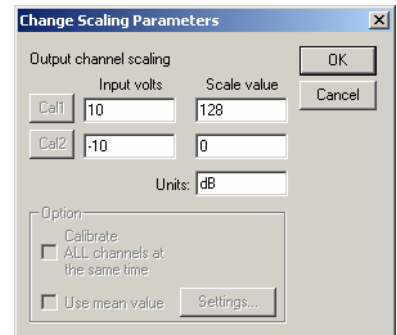 Change Scaling Parameters
Output channel scaling
OK
Input volts Scale value
Cancel
Cal1 10 128
Cal2 -10 0
Units: dB
Option
Calibrate
ALL channels at
the same time
Use mean value Settings...